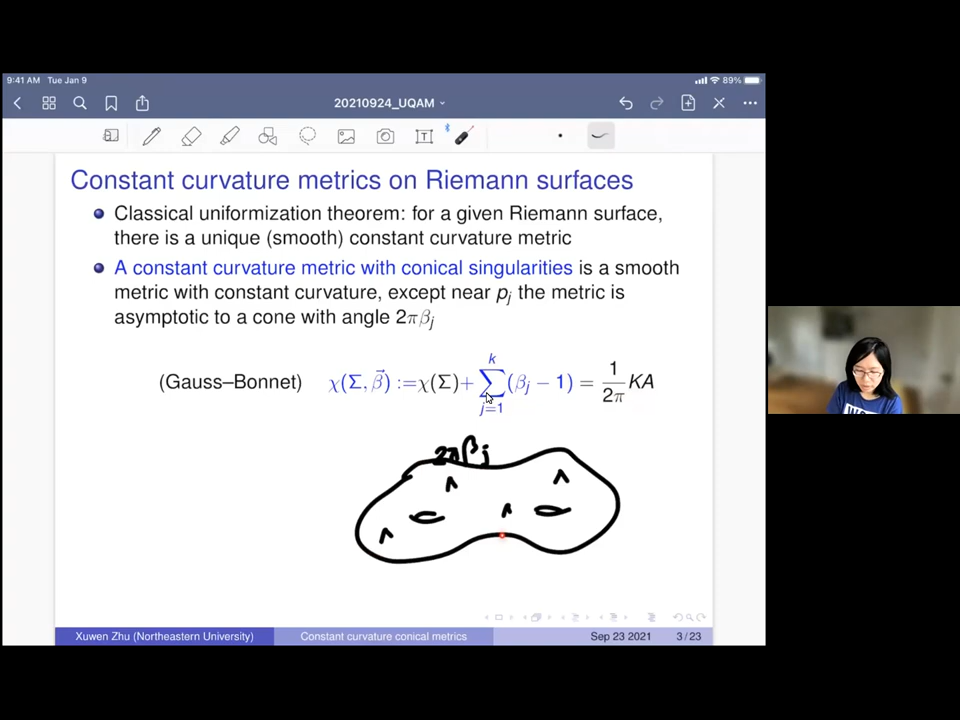 9:41 AM Tue Jan 9
89%
20210924_UQAM
Constant curvature metrics on Riemann surfaces
Classical uniformization theorem: for a given Riemann surface,
there is a unique (smooth) constant curvature metric
A constant curvature metric with conical singularities is a smooth
metric with constant curvature, except near p_j the metric is
asymptotic to a cone with angle 2πβ_j
(Gauss–Bonnet) χ(Σ, β⃗) := χ(Σ) + ∑_{j=1}^{k} (β_j − 1) = \frac{1}{2π} KA
2πβj
Xuwen Zhu (Northeastern University) Constant curvature conical metrics Sep 23 2021 3 / 23